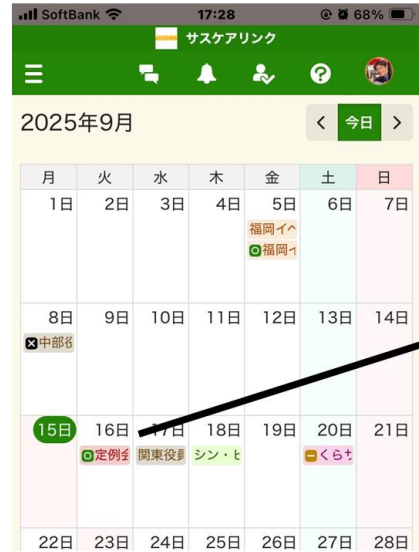 SoftBank 17:28 68%
サスケアリンク
2025年9月 今日
月 火 水 木 金 土 日
1日 2日 3日 4日 5日 6日 7日
福岡イベ
福岡イ
8日 9日 10日 11日 12日 13日 14日
中部役
15日 16日 17日 18日 19日 20日 21日
定例会 関東役員 シン・ヒ くらサ
22日 23日 24日 25日 26日 27日 28日